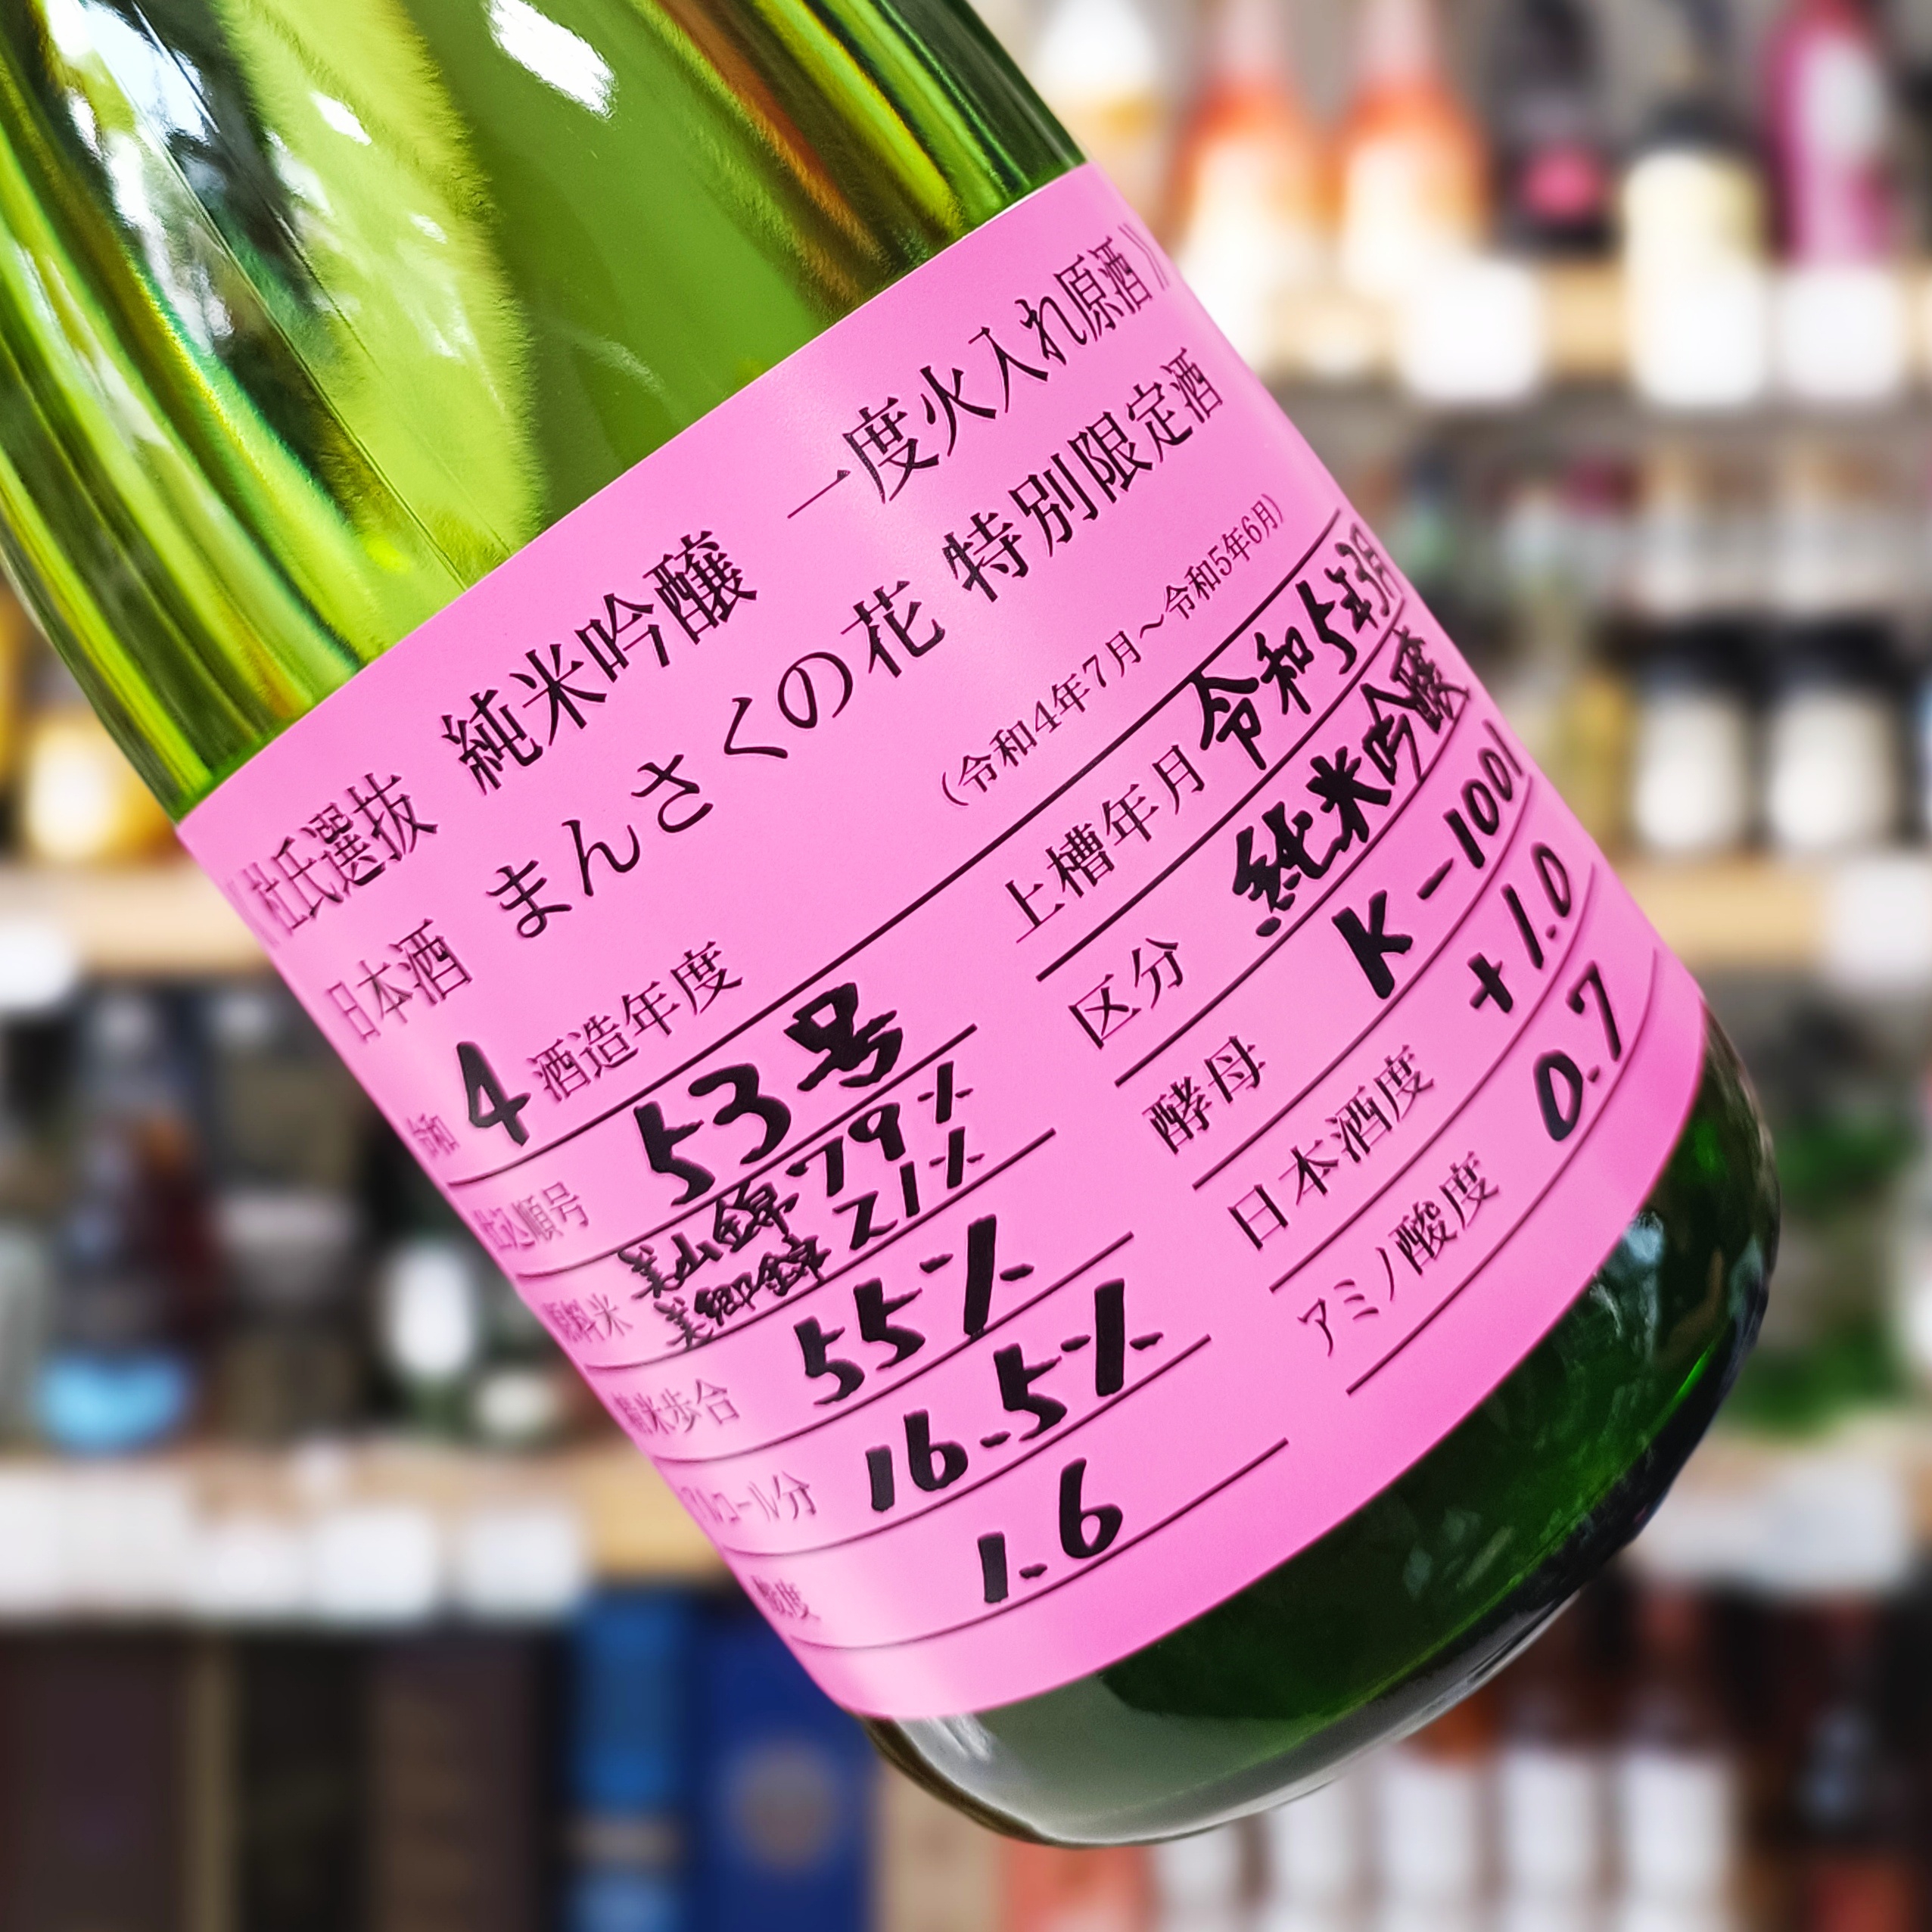 《杜氏選抜 純米吟醸 一度火入れ原酒》
日本酒 まんさくの花 特別限定酒
令和 4 酒造年度 (令和4年7月～令和5年6月)
仕込順号 53号
上槽年月 令和5年3月
原料米 美山錦 79%
美郷錦 21%
区分 純米吟醸
精米歩合 55%
酵母 K-1001
アルコール分 16.5%
日本酒度 +1.0
酸度 1.6
アミノ酸度 0.7